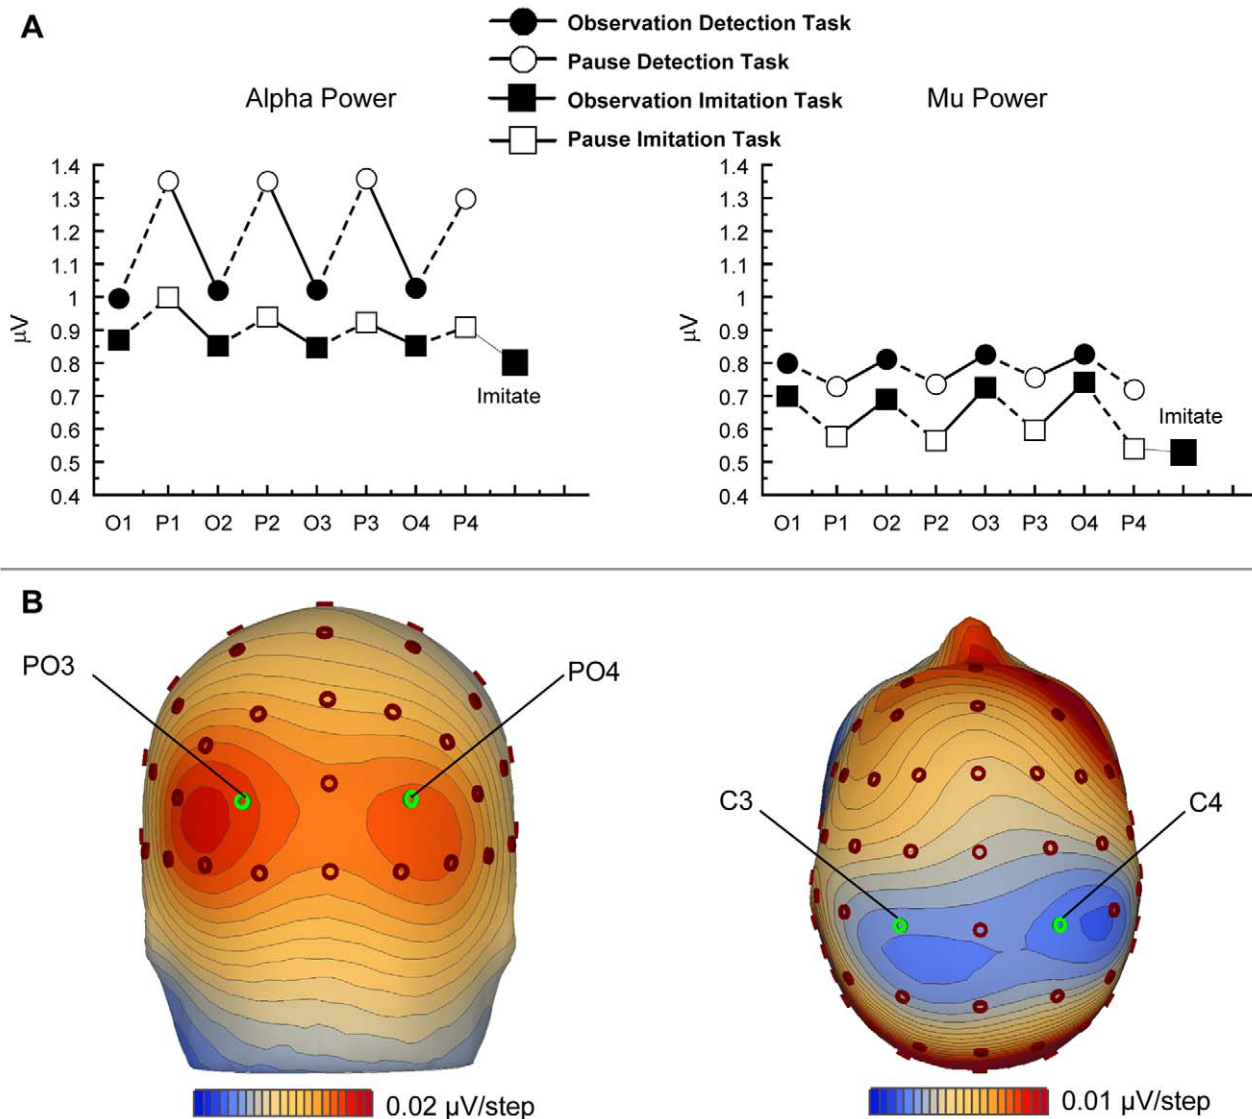 A
Observation Detection Task
Pause Detection Task
Observation Imitation Task
Pause Imitation Task
Alpha Power
Mu Power
1.4
1.3
1.2
1.1
1
0.9
0.8
0.7
0.6
0.5
0.4
µV
Imitate
O1 P1 O2 P2 O3 P3 O4 P4
1.4
1.3
1.2
1.1
1
0.9
0.8
0.7
0.6
0.5
0.4
µV
Imitate
O1 P1 O2 P2 O3 P3 O4 P4
B
PO3
PO4
C3
C4
0.02 µV/step
0.01 µV/step